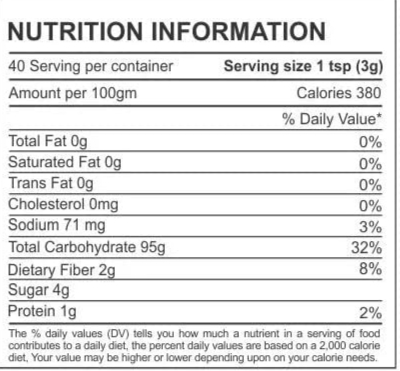 NUTRITION INFORMATION
40 Serving per container Serving size 1 tsp (3g)
Amount per 100gm Calories 380
% Daily Value*
Total Fat 0g 0%
Saturated Fat 0g 0%
Trans Fat 0g 0%
Cholesterol 0mg 0%
Sodium 71 mg 3%
Total Carbohydrate 95g 32%
Dietary Fiber 2g 8%
Sugar 4g
Protein 1g 2%
The % daily values (DV) tells you how much a nutrient in a serving of food
contributes to a daily diet, the percent daily values are based on a 2,000 calorie
diet, Your value may be higher or lower depending upon on your calorie needs.